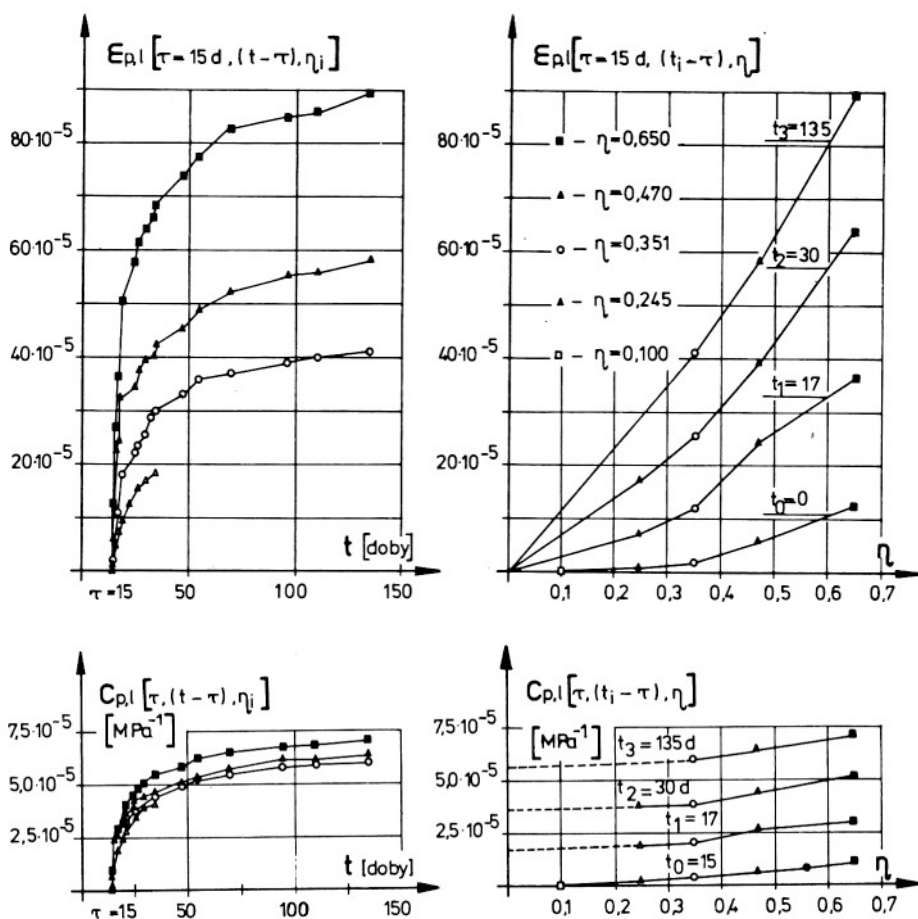 εp,l [τ=15d, (t-τ), ηi]
80·10-5
60·10-5
40·10-5
20·10-5
t [doby]
τ=15
50
100
150
εp,l [τ=15d, (ti-τ), η]
80·10-5
60·10-5
40·10-5
20·10-5
■ – η=0,650
▲ – η=0,470
○ – η=0,351
▲ – η=0,245
□ – η=0,100
t3=135
t2=30
t1=17
t0=0
η
0,1
0,2
0,3
0,4
0,5
0,6
0,7
Cp,l [τ, (t-τ), ηi]
[MPa-1]
7,5·10-5
5,0·10-5
2,5·10-5
t [doby]
τ=15
50
100
150
Cp,l [τ, (ti-τ), η]
[MPa-1]
7,5·10-5
5,0·10-5
2,5·10-5
t3=135d
t2=30d
t1=17
t0=15
η
0,1
0,2
0,3
0,4
0,5
0,6
0,7